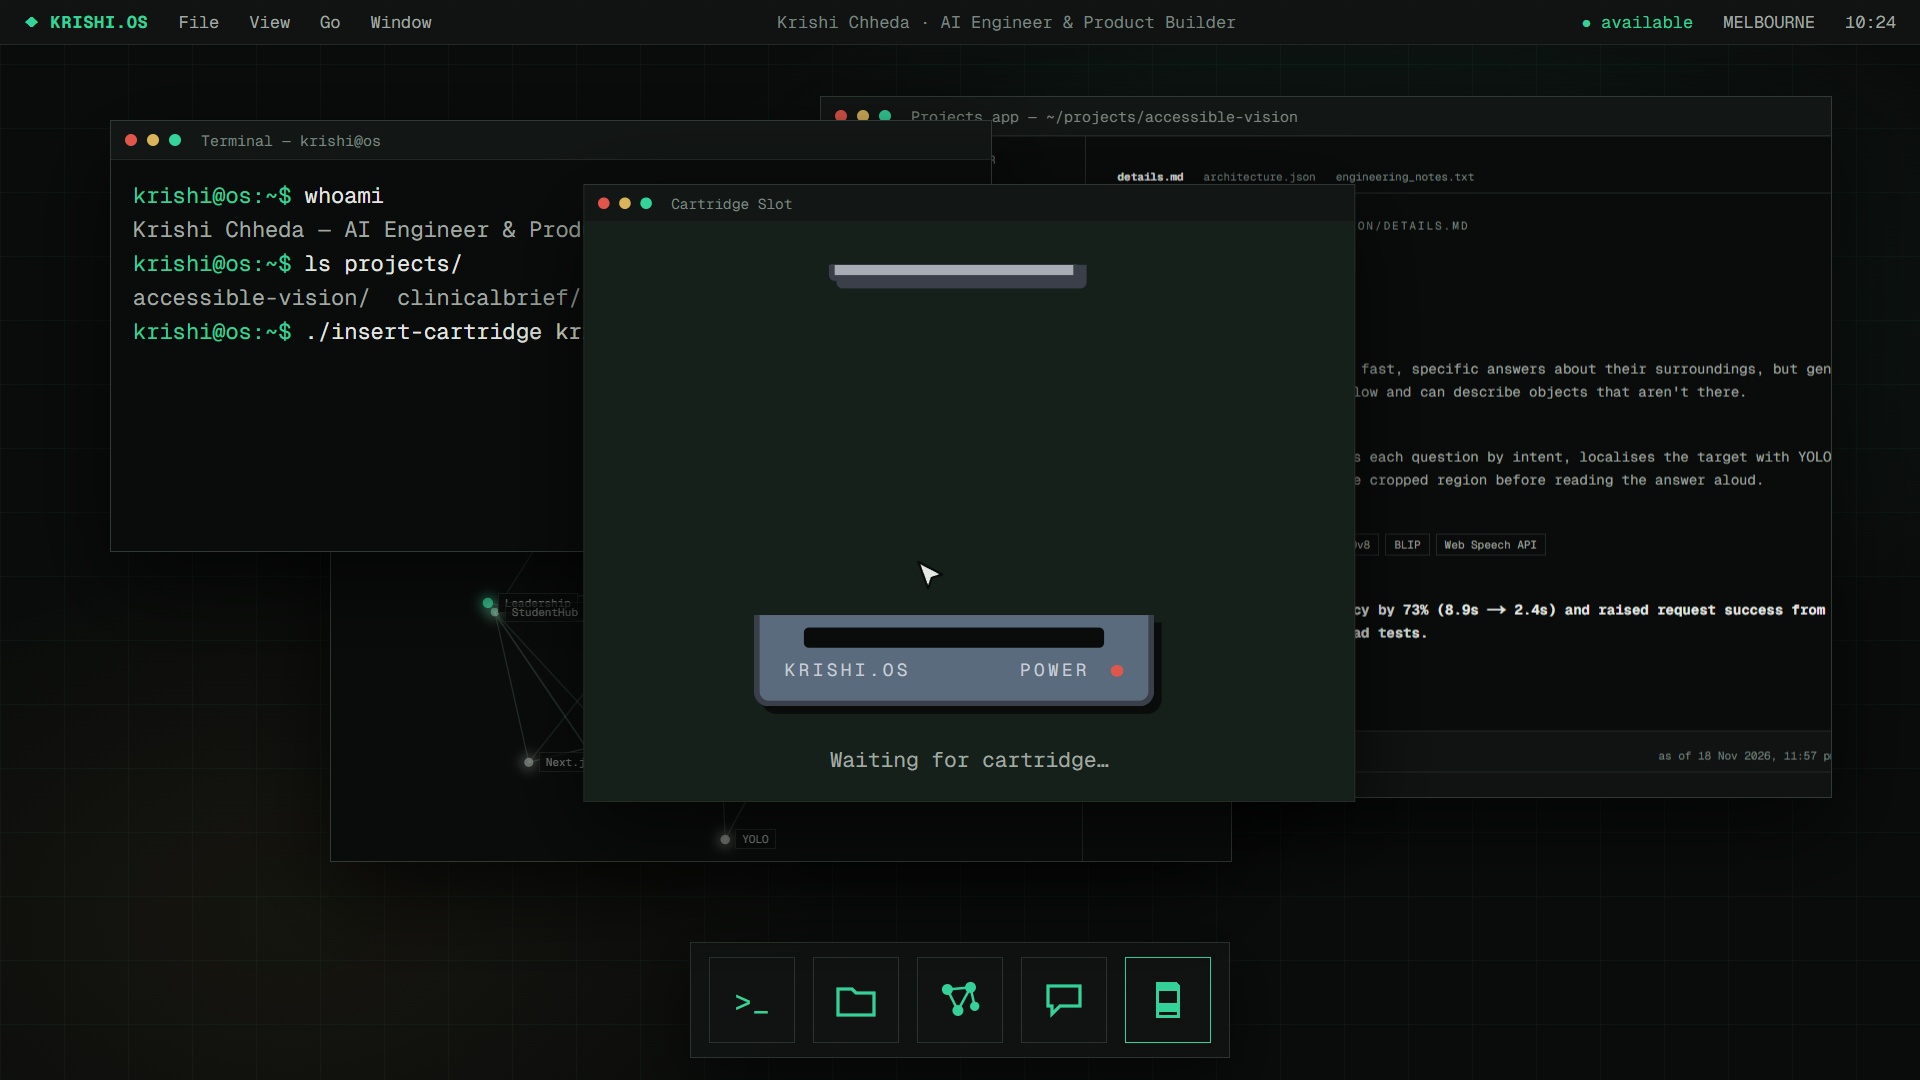 KRISHI.OS File View Go Window
Krishi Chheda · AI Engineer & Product Builder
available MELBOURNE 10:24
Projects app — ~/projects/accessible-vision
Terminal — krishi@os
krishi@os:~$ whoami
Krishi Chheda — AI Engineer & Prod
krishi@os:~$ ls projects/
accessible-vision/ clinicalbrief/
krishi@os:~$ ./insert-cartridge kr
details.md architecture.json engineering_notes.txt
ON/DETAILS.MD
fast, specific answers about their surroundings, but gen
low and can describe objects that aren't there.
s each question by intent, localises the target with YOLO
e cropped region before reading the answer aloud.
v8 BLIP Web Speech API
cy by 73% (8.9s → 2.4s) and raised request success from
ad tests.
as of 18 Nov 2026, 11:57 p
Cartridge Slot
KRISHI.OS POWER
Waiting for cartridge…
Leadership
StudentHub
Next.j
YOLO
>_